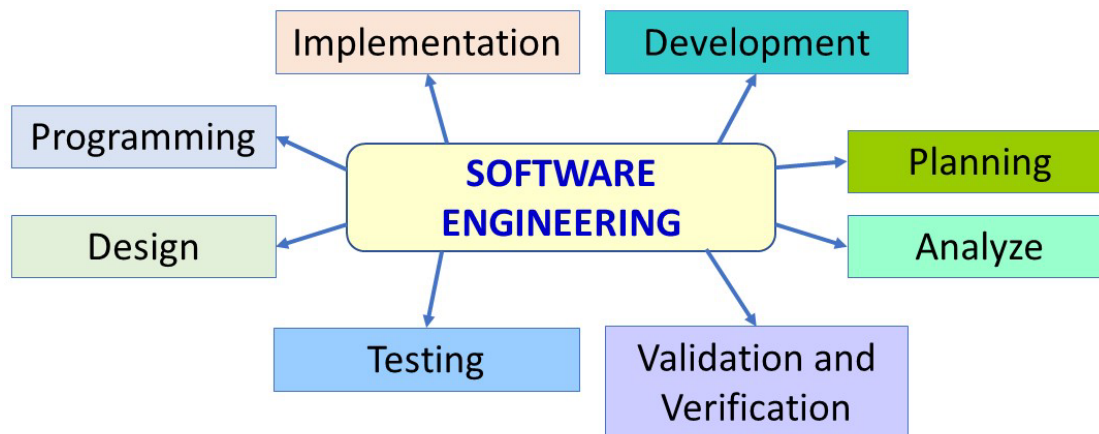 Implementation
Development
Programming
SOFTWARE
ENGINEERING
Planning
Design
Analyze
Testing
Validation and
Verification